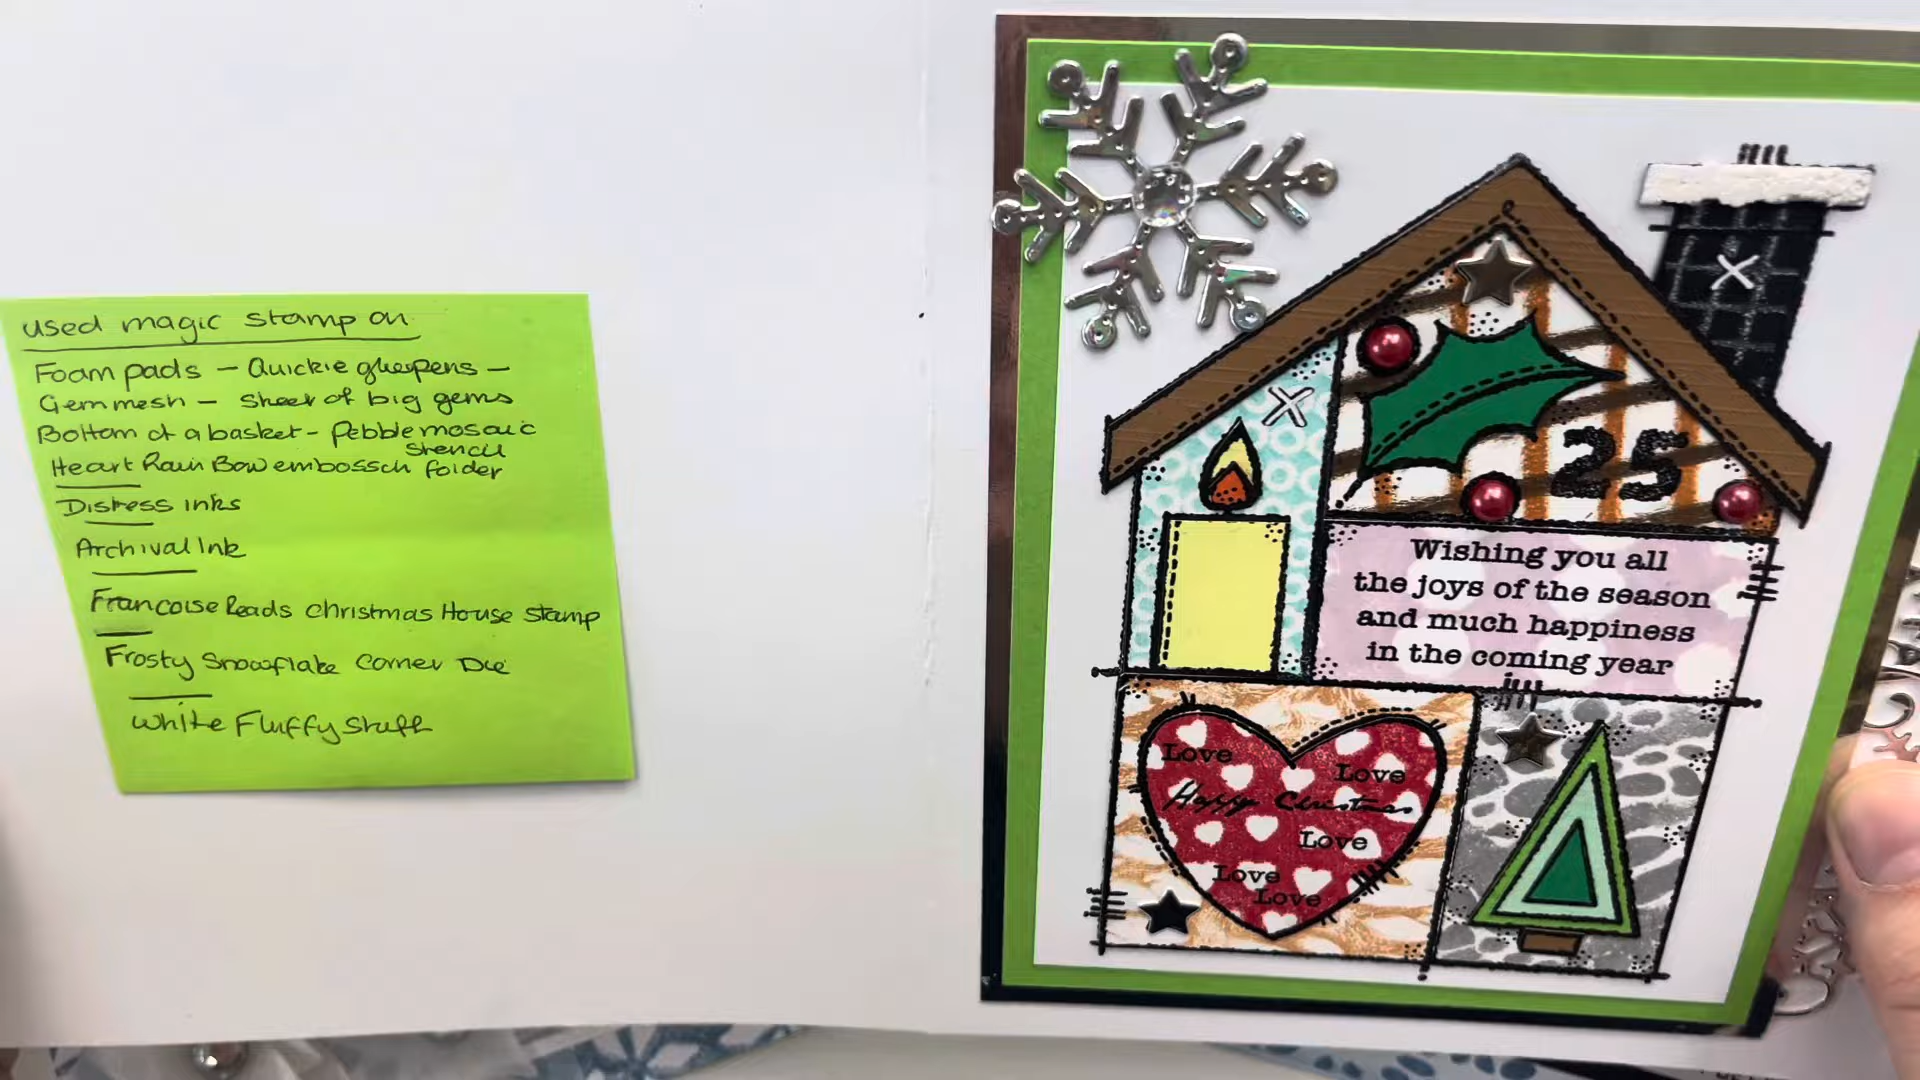 used magic stamp on
Foam pads - Quickie glue pens -
Gem mesh - sheet of big gems
Bottom of a basket - Pebble mosaic
stencil
Heart RainBow embossch folder
Distress inks
Archival Ink
Francoise Reads Christmas House stamp
Frosty Snowflake Corner Die
White Fluffy Stuff
25
Wishing you all
the joys of the season
and much happiness
in the coming year
Love
Love
Happy Christmas
Love
Love
Love